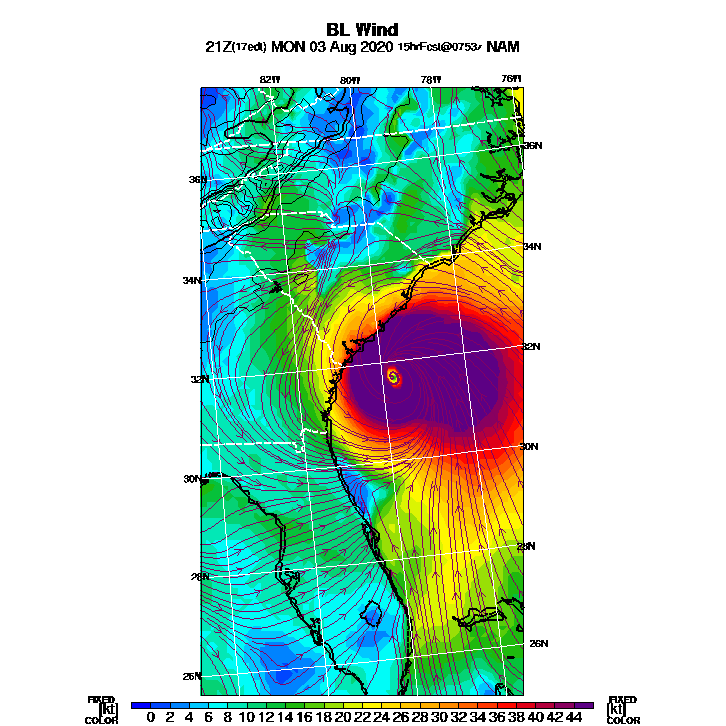 BL Wind
21Z(17edt) MON 03 Aug 2020 15hrFcst@0753z NAM
82W 80W 78W 76W
36N
36N
34N
34N
32N
32N
30N
30N
28N
28N
26N
26N
FIXED FIXED
[kt] 0 2 4 6 8 10 12 14 16 18 20 22 24 26 28 30 32 34 36 38 40 42 44 [kt]
COLOR COLOR